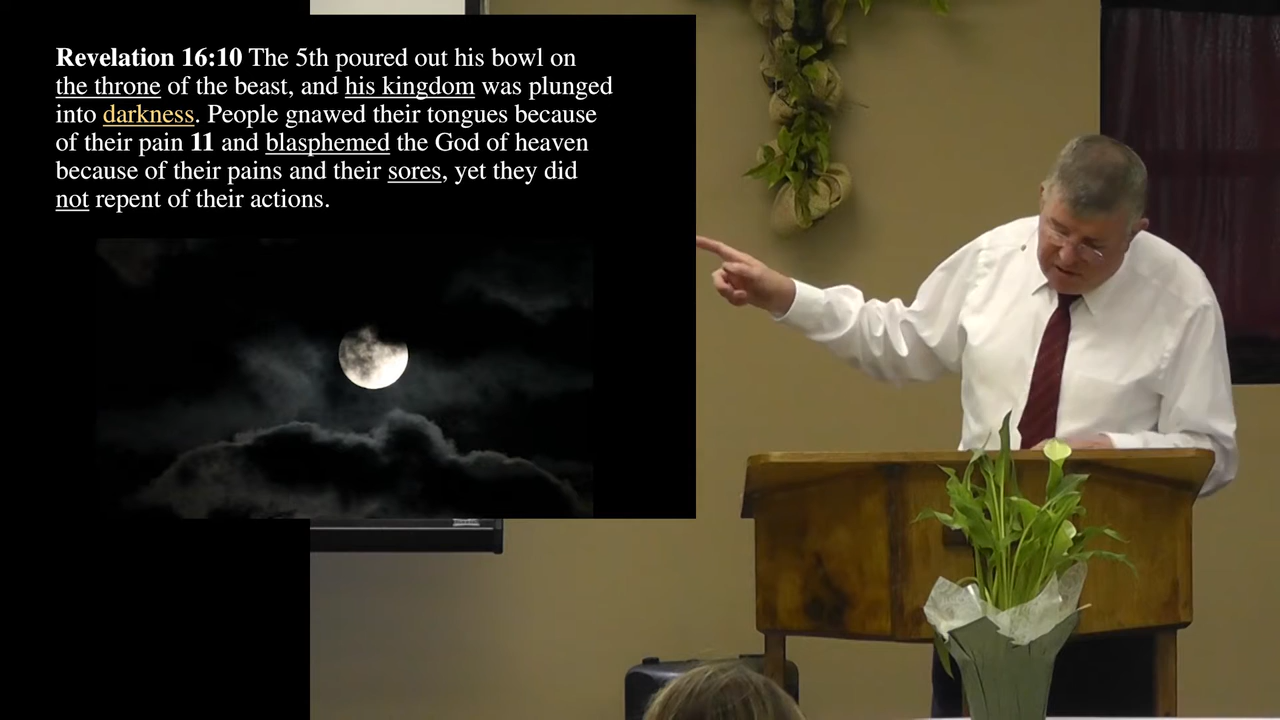 Revelation 16:10 The 5th poured out his bowl on
the throne of the beast, and his kingdom was plunged
into darkness. People gnawed their tongues because
of their pain 11 and blasphemed the God of heaven
because of their pains and their sores, yet they did
not repent of their actions.